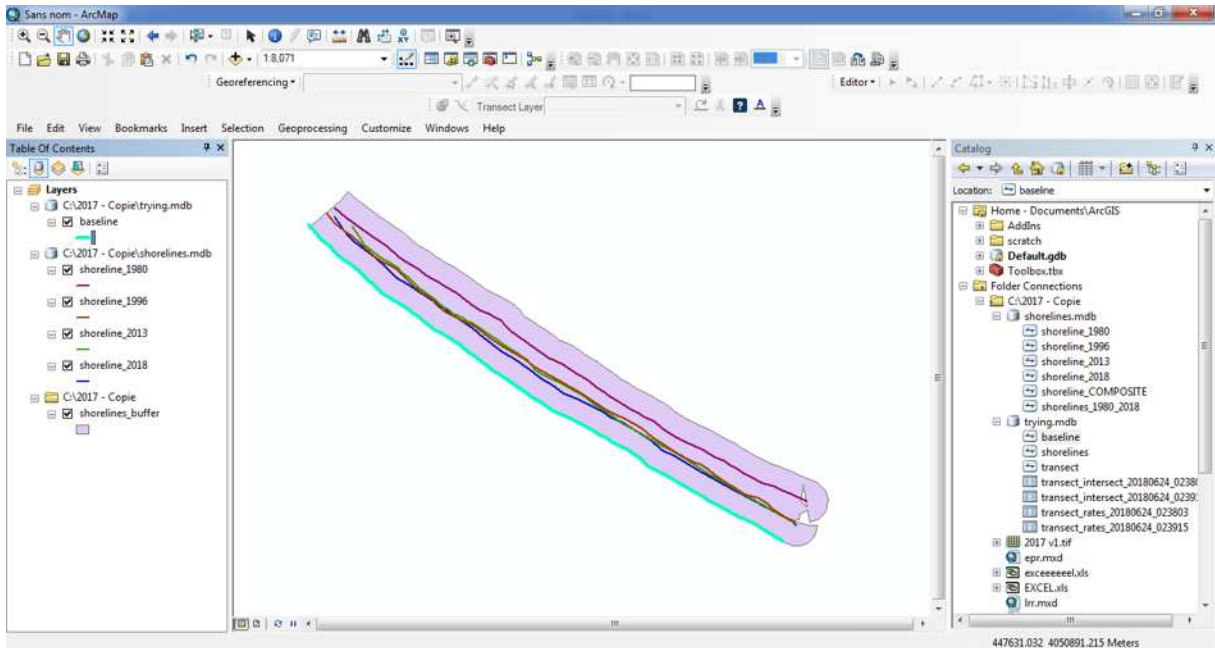 Sans nom - ArcMap
1:8,071
Georeferencing
Editor
Transect Layer
File Edit View Bookmarks Insert Selection Geoprocessing Customize Windows Help
Table Of Contents
Layers
C:\2017 - Copie\trying.mdb
baseline
C:\2017 - Copie\shorelines.mdb
shoreline_1980
shoreline_1996
shoreline_2013
shoreline_2018
C:\2017 - Copie
shorelines_buffer
Catalog
Location: baseline
Home - Documents\ArcGIS
AddIns
scratch
Default.gdb
Toolbox.tbx
Folder Connections
C:\2017 - Copie
shorelines.mdb
shoreline_1980
shoreline_1996
shoreline_2013
shoreline_2018
shoreline_COMPOSITE
shorelines_1980_2018
trying.mdb
baseline
shorelines
transect
transect_intersect_20180624_0238
transect_intersect_20180624_0239
transect_rates_20180624_023803
transect_rates_20180624_023915
2017 v1.tif
epr.mxd
exceeeeeel.xls
EXCEL.xls
lrr.mxd
447631.032 4050891.215 Meters